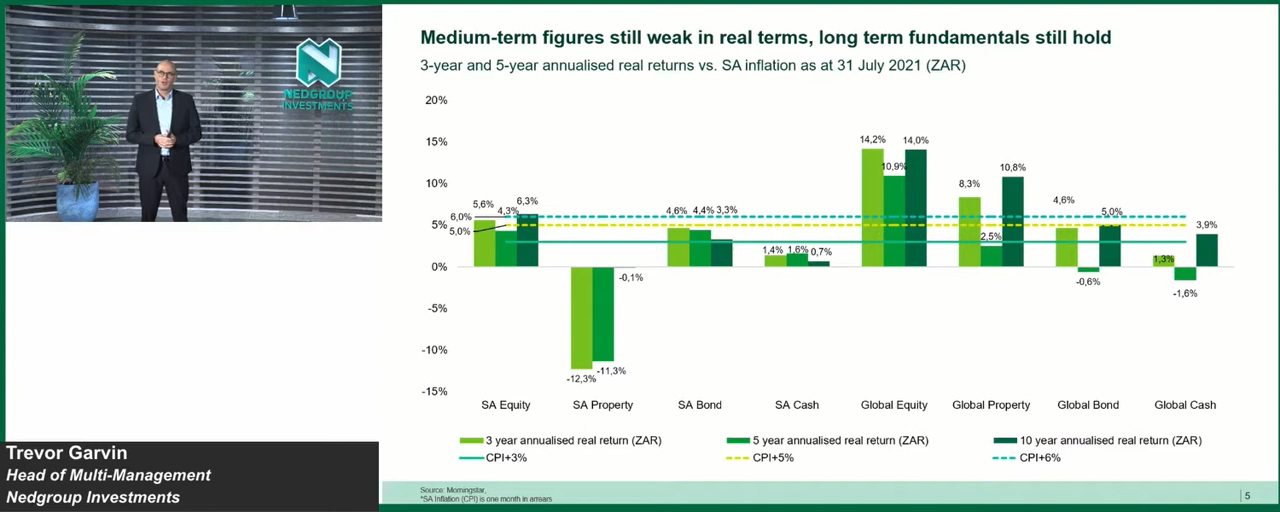 NEDGROUP
INVESTMENTS
Trevor Garvin
Head of Multi-Management
Nedgroup Investments
Medium-term figures still weak in real terms, long term fundamentals still hold
3-year and 5-year annualised real returns vs. SA inflation as at 31 July 2021 (ZAR)
20%
15%
10%
5%
0%
-5%
-10%
-15%
6,0%
5,0%
5,6%
4,3%
6,3%
-12,3%
-11,3%
-0,1%
4,6%
4,4%
3,3%
1,4%
1,6%
0,7%
14,2%
10,9%
14,0%
8,3%
2,5%
10,8%
4,6%
-0,6%
5,0%
1,3%
-1,6%
3,9%
SA Equity
SA Property
SA Bond
SA Cash
Global Equity
Global Property
Global Bond
Global Cash
3 year annualised real return (ZAR)
5 year annualised real return (ZAR)
10 year annualised real return (ZAR)
CPI+3%
CPI+5%
CPI+6%
Source: Morningstar,
*SA Inflation (CPI) is one month in arrears
5